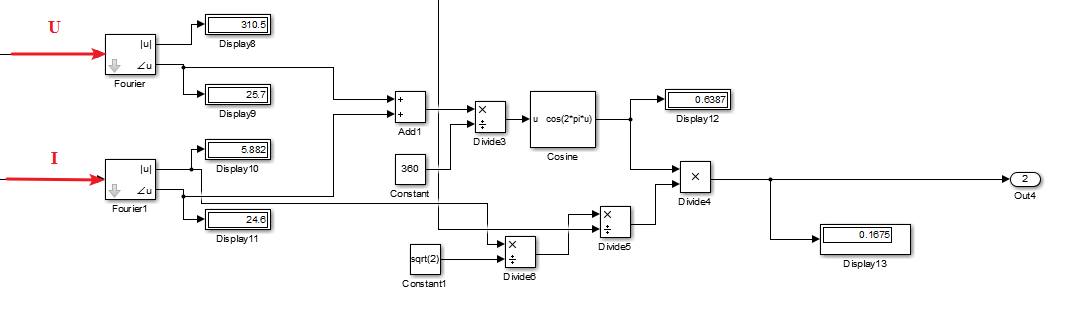 U
310.5
Display8
|u|
∠u
Fourier
25.7
Display9
+
+
Add1
×
÷
Divide3
u cos(2*pi*u)
Cosine
0.6387
Display12
I
5.882
Display10
|u|
∠u
Fourier1
24.6
Display11
360
Constant
×
Divide4
2
Out4
×
÷
Divide5
0.1675
Display13
sqrt(2)
Constant1
×
÷
Divide6